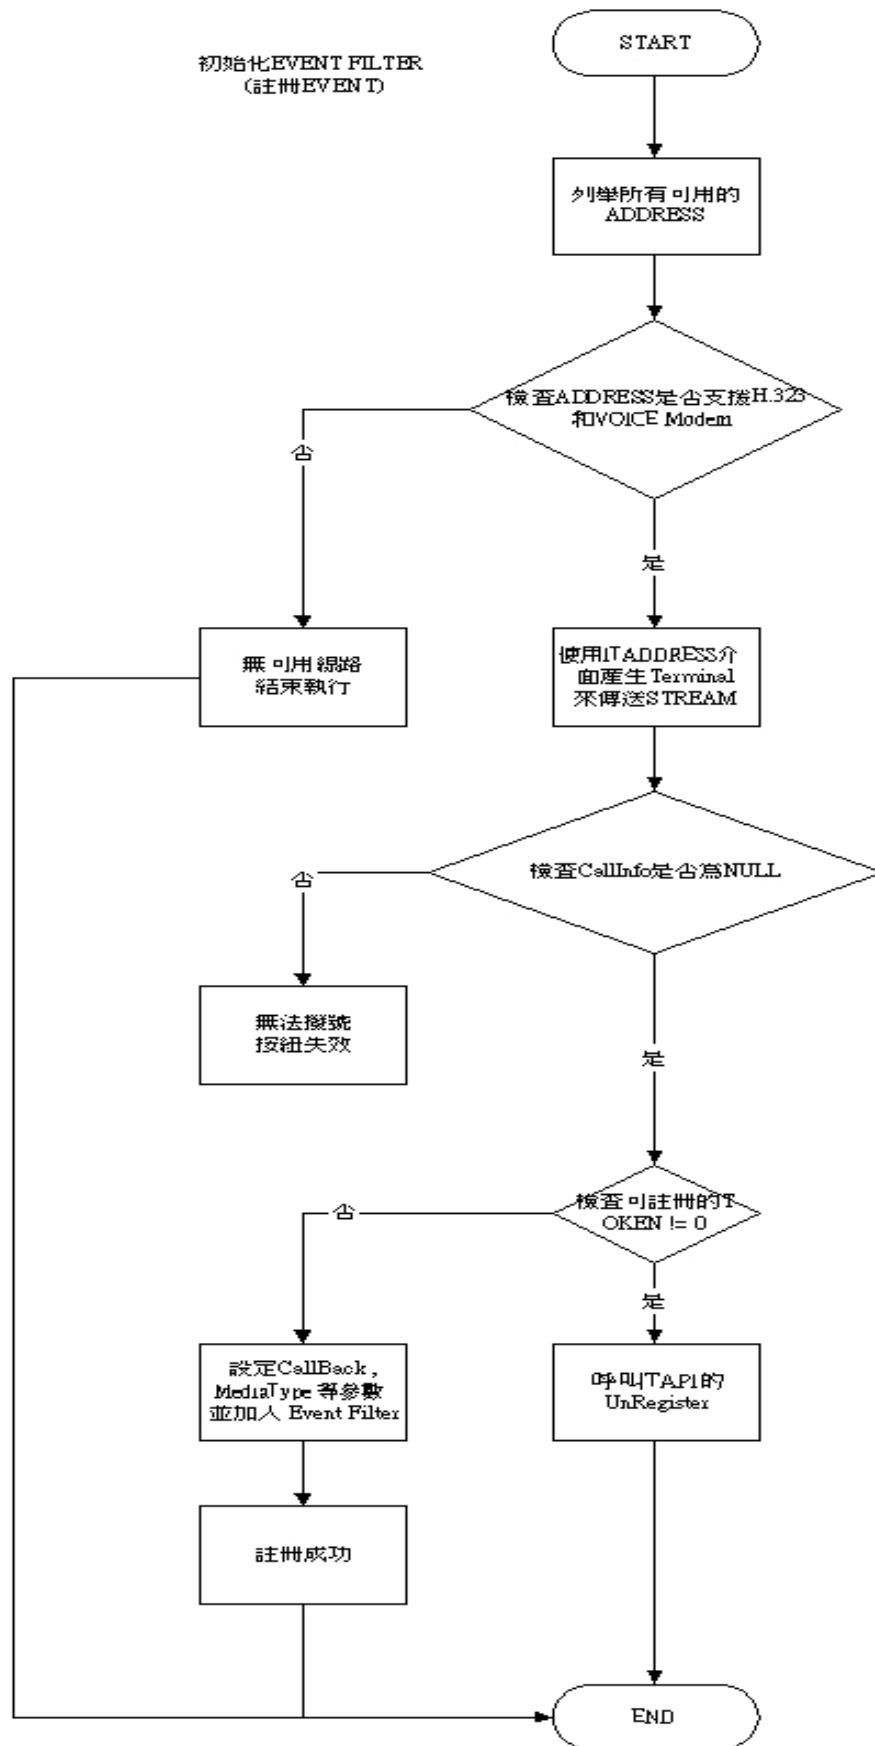 START
初始化EVENT FILTER
(註冊EVENT)
列舉所有可用的
ADDRESS
檢查ADDRESS是否支援H.323
和VOICE Modem
否
是
無可用線路
結束執行
使用ITADDRESS介
面產生Terminal
來傳送STREAM
檢查CallInfo是否為NULL
否
無法撥號
按鈕失效
是
檢查可註冊的T
OKEN != 0
否
是
設定CallBack,
MediaType 等參數
並加入 Event Filter
呼叫TAPI的
UnRegister
註冊成功
END